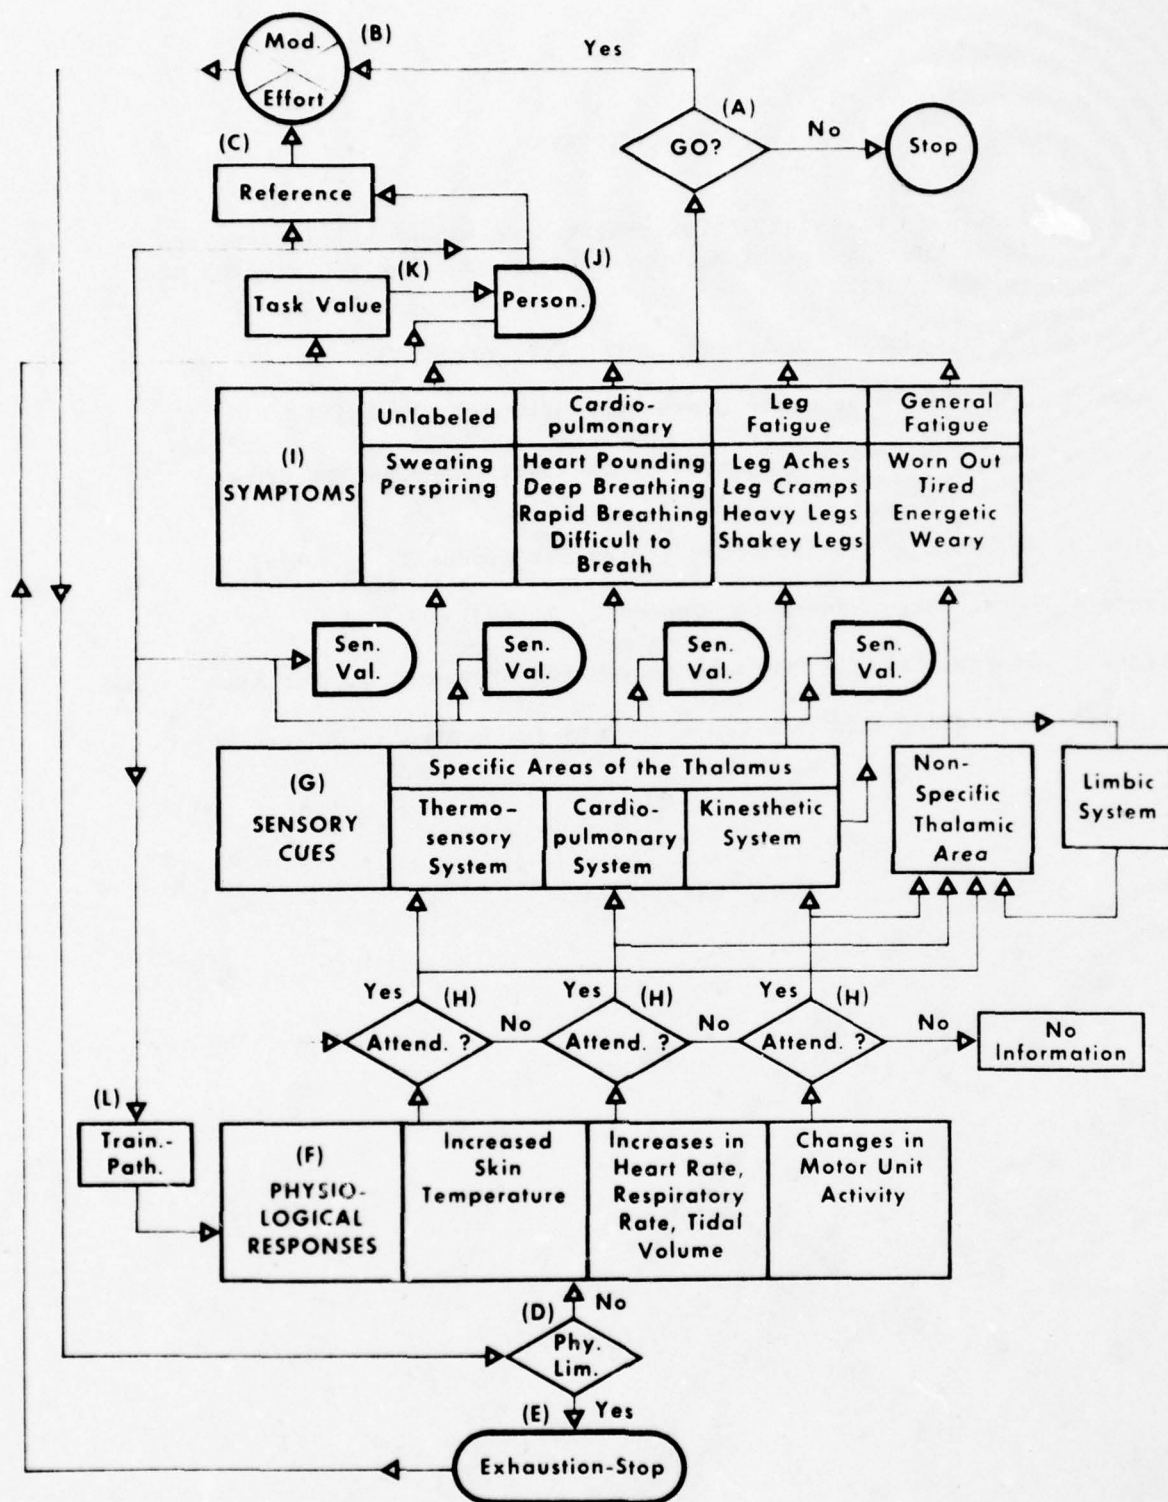 Mod.
Effort
(B)
Yes
(A)
GO?
No
Stop
(C)
Reference
(J)
(K)
Task Value
Person.
(I)
SYMPTOMS
Unlabeled
Sweating
Perspiring
Cardio-
pulmonary
Heart Pounding
Deep Breathing
Rapid Breathing
Difficult to
Breath
Leg
Fatigue
Leg Aches
Leg Cramps
Heavy Legs
Shakey Legs
General
Fatigue
Worn Out
Tired
Energetic
Weary
Sen.
Val.
Sen.
Val.
Sen.
Val.
Sen.
Val.
(G)
SENSORY
CUES
Specific Areas of the Thalamus
Thermo-
sensory
System
Cardio-
pulmonary
System
Kinesthetic
System
Non-
Specific
Thalamic
Area
Limbic
System
Yes
(H)
Attend. ?
No
Yes
(H)
Attend. ?
No
Yes
(H)
Attend. ?
No
No
Information
(L)
Train.-
Path.
(F)
PHYSIO-
LOGICAL
RESPONSES
Increased
Skin
Temperature
Increases in
Heart Rate,
Respiratory
Rate, Tidal
Volume
Changes in
Motor Unit
Activity
No
(D)
Phy.
Lim.
(E)
Yes
Exhaustion-Stop